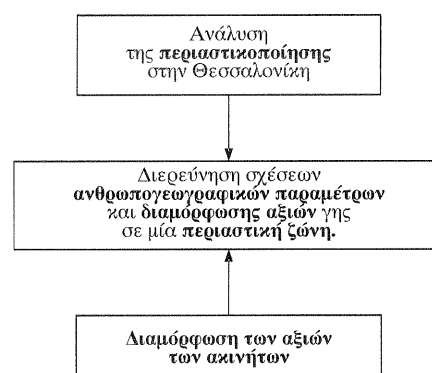 Ανάλυση
της περιαστικοποίησης
στην Θεσσαλονίκη
Διερεύνηση σχέσεων
ανθρωπογεωγραφικών παραμέτρων
και διαμόρφωσης αξιών γης
σε μία περιαστική ζώνη.
Διαμόρφωση των αξιών
των ακινήτων